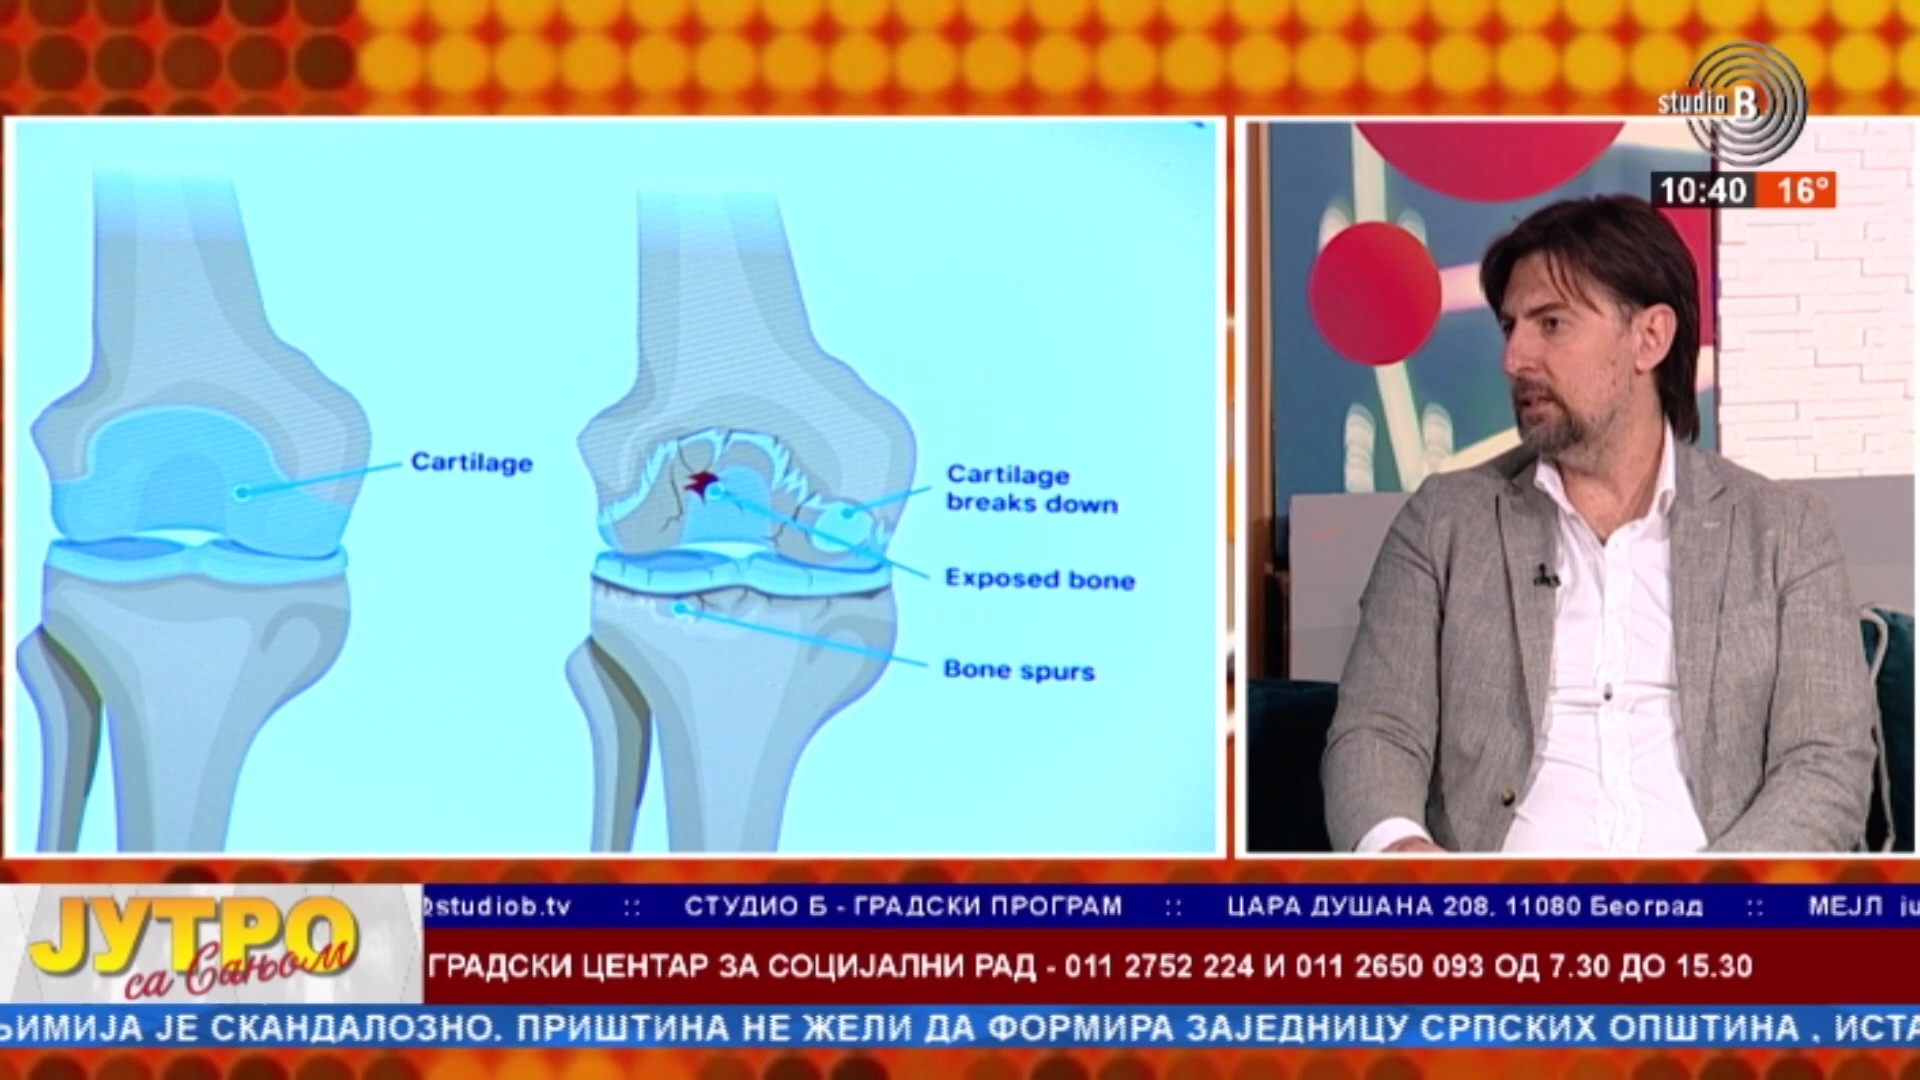 studio B
10:40 16°
Cartilage
Cartilage
breaks down
Exposed bone
Bone spurs
ЈУТРО
са Сањом
studiob.tv :: СТУДИО Б - ГРАДСКИ ПРОГРАМ :: ЦАРА ДУШАНА 208, 11080 Београд :: МЕЈЛ
ГРАДСКИ ЦЕНТАР ЗА СОЦИЈАЛНИ РАД - 011 2752 224 И 011 2650 093 ОД 7.30 ДО 15.30
ЈЕ СКАНДАЛОЗНО. ПРИШТИНА НЕ ЖЕЛИ ДА ФОРМИРА ЗАЈЕДНИЦУ СРПСКИХ ОПШТИНА ,